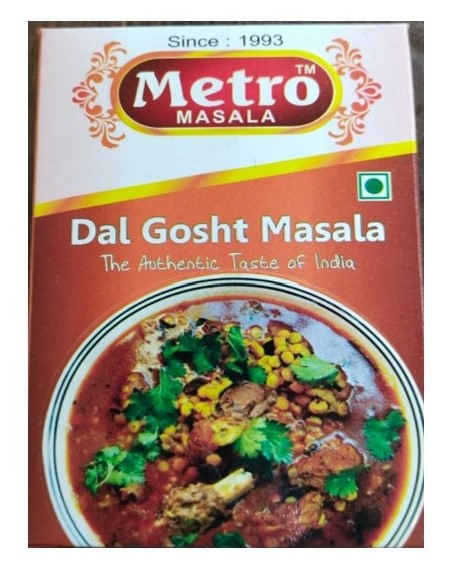 Since : 1993
Metro TM
MASALA
Dal Gosht Masala
The Authentic Taste of India